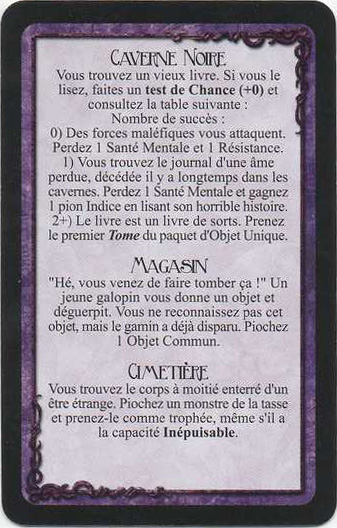 Caverne Noire
Vous trouvez un vieux livre. Si vous le
lisez, faites un test de Chance (+0) et
consultez la table suivante :
Nombre de succès :
0) Des forces maléfiques vous attaquent.
Perdez 1 Santé Mentale et 1 Résistance.
1) Vous trouvez le journal d'une âme
perdue, décédée il y a longtemps dans les
cavernes. Perdez 1 Santé Mentale et gagnez
1 pion Indice en lisant son horrible histoire.
2+) Le livre est un livre de sorts. Prenez
le premier Tome du paquet d'Objet Unique.
Magasin
"Hé, vous venez de faire tomber ça !" Un
jeune galopin vous donne un objet et
déguerpit. Vous ne reconnaissez pas cet
objet, mais le gamin a déjà disparu. Piochez
1 Objet Commun.
Cimetière
Vous trouvez le corps à moitié enterré d'un
être étrange. Piochez un monstre de la tasse
et prenez-le comme trophée, même s'il a
la capacité Inépuisable.